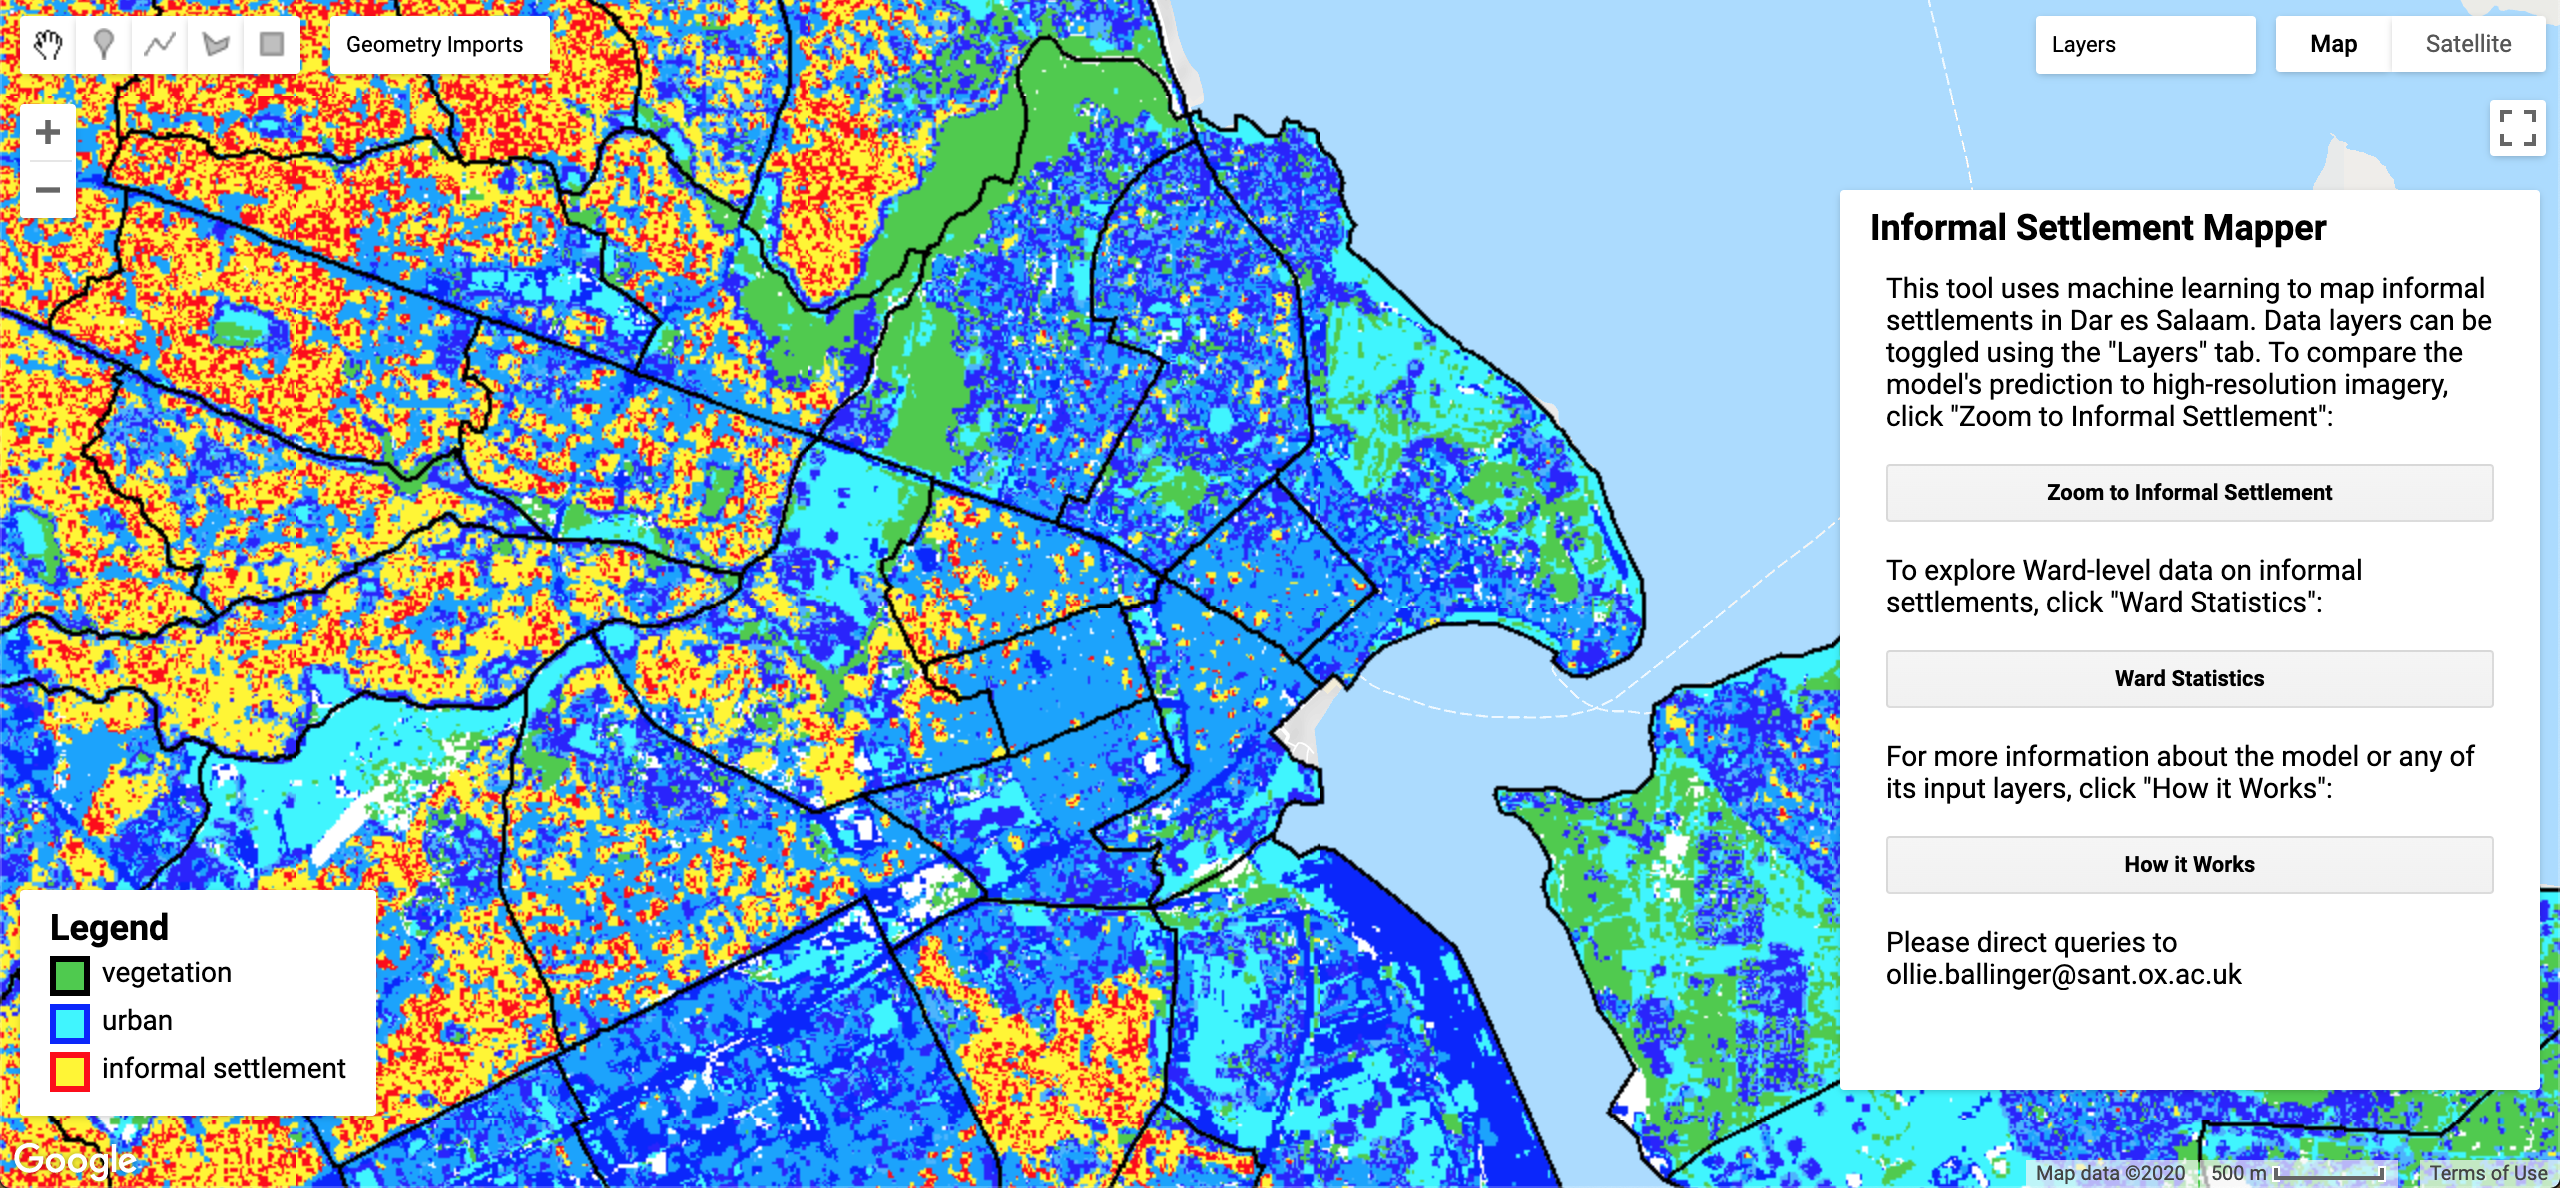 Geometry Imports
Layers
Map
Satellite
+
−
Informal Settlement Mapper
This tool uses machine learning to map informal
settlements in Dar es Salaam. Data layers can be
toggled using the "Layers" tab. To compare the
model's prediction to high-resolution imagery,
click "Zoom to Informal Settlement":
Zoom to Informal Settlement
To explore Ward-level data on informal
settlements, click "Ward Statistics":
Ward Statistics
For more information about the model or any of
its input layers, click "How it Works":
How it Works
Please direct queries to
ollie.ballinger@sant.ox.ac.uk
Legend
vegetation
urban
informal settlement
Google
Map data ©2020
500 m
Terms of Use